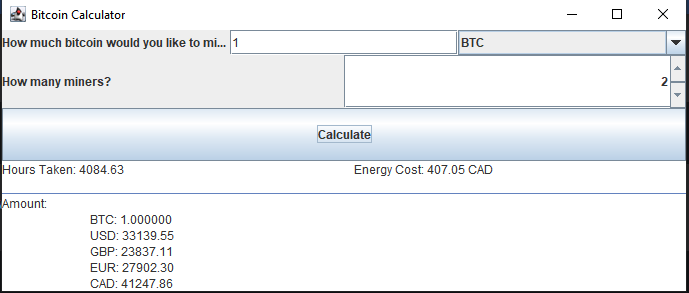 Bitcoin Calculator
How much bitcoin would you like to mi... 1 BTC
How many miners? 2
Calculate
Hours Taken: 4084.63 Energy Cost: 407.05 CAD
Amount:
BTC: 1.000000
USD: 33139.55
GBP: 23837.11
EUR: 27902.30
CAD: 41247.86